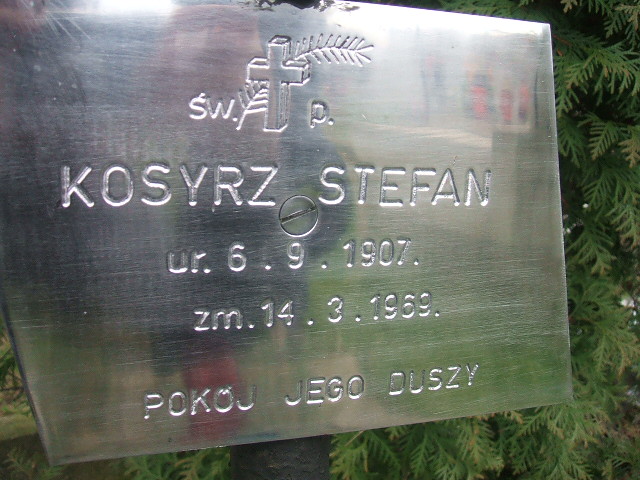 św. p.
KOSYRZ STEFAN
ur. 6.9.1907.
zm. 14.3.1969.
POKÓJ JEGO DUSZY